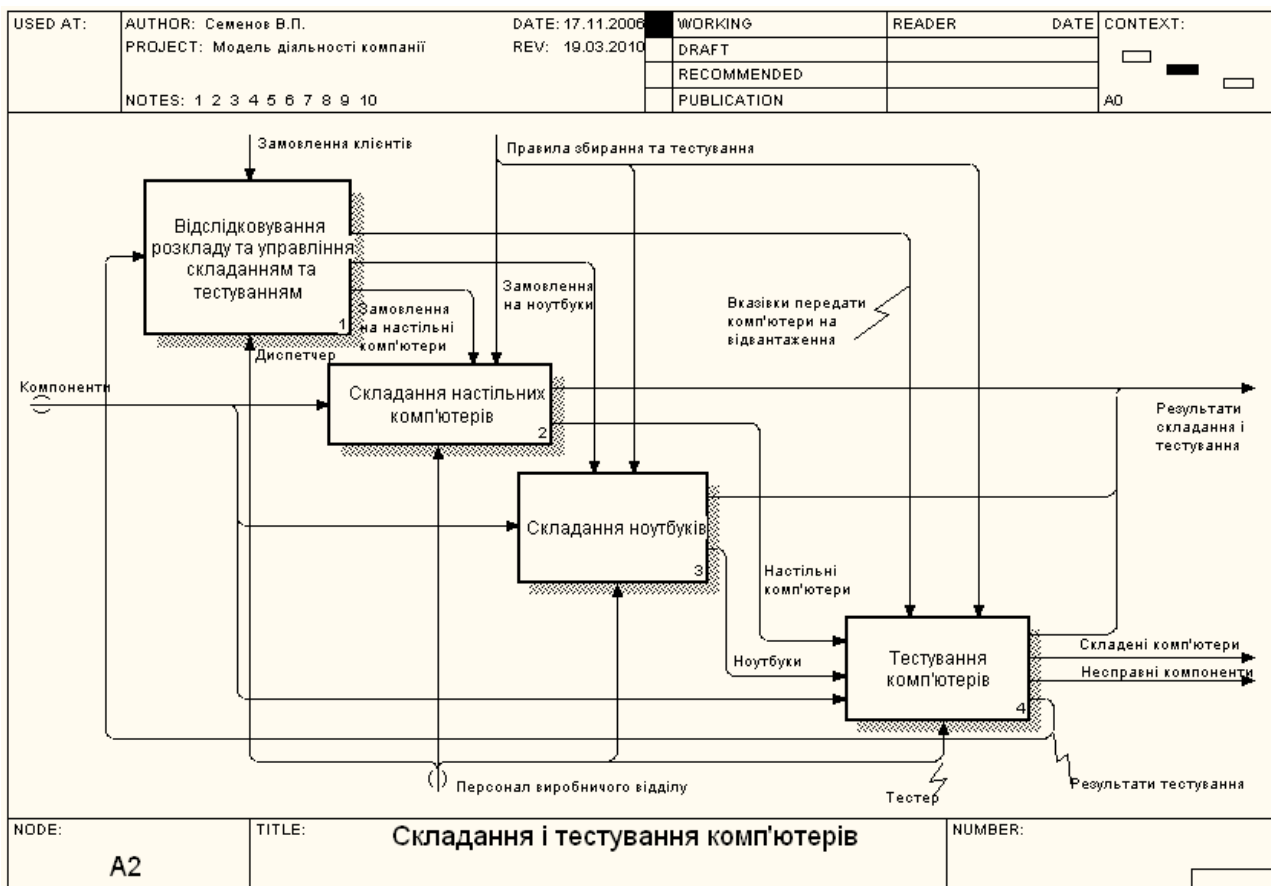 USED AT:
AUTHOR: Семенов В.П.
DATE: 17.11.2006
PROJECT: Модель діальності компанії
REV: 19.03.2010
NOTES: 1 2 3 4 5 6 7 8 9 10
WORKING
DRAFT
RECOMMENDED
PUBLICATION
READER
DATE
CONTEXT:
A0
Замовлення клієнтів
Правила збирання та тестування
Відслідковування
розкладу та управління
складанням та
тестуванням
1
Замовлення
на ноутбуки
Замовлення
на настільні
комп'ютери
Вказівки передати
комп'ютери на
відвантаження
Диспетчер
Компоненти
Складання настільних
комп'ютерів
2
Результати
складання і
тестування
Складання ноутбуків
3
Настільні
комп'ютери
Ноутбуки
Тестування
комп'ютерів
4
Складені комп'ютери
Несправні компоненти
Персонал виробничого відділу
Тестер
Результати тестування
NODE:
A2
TITLE:
Складання і тестування комп'ютерів
NUMBER: